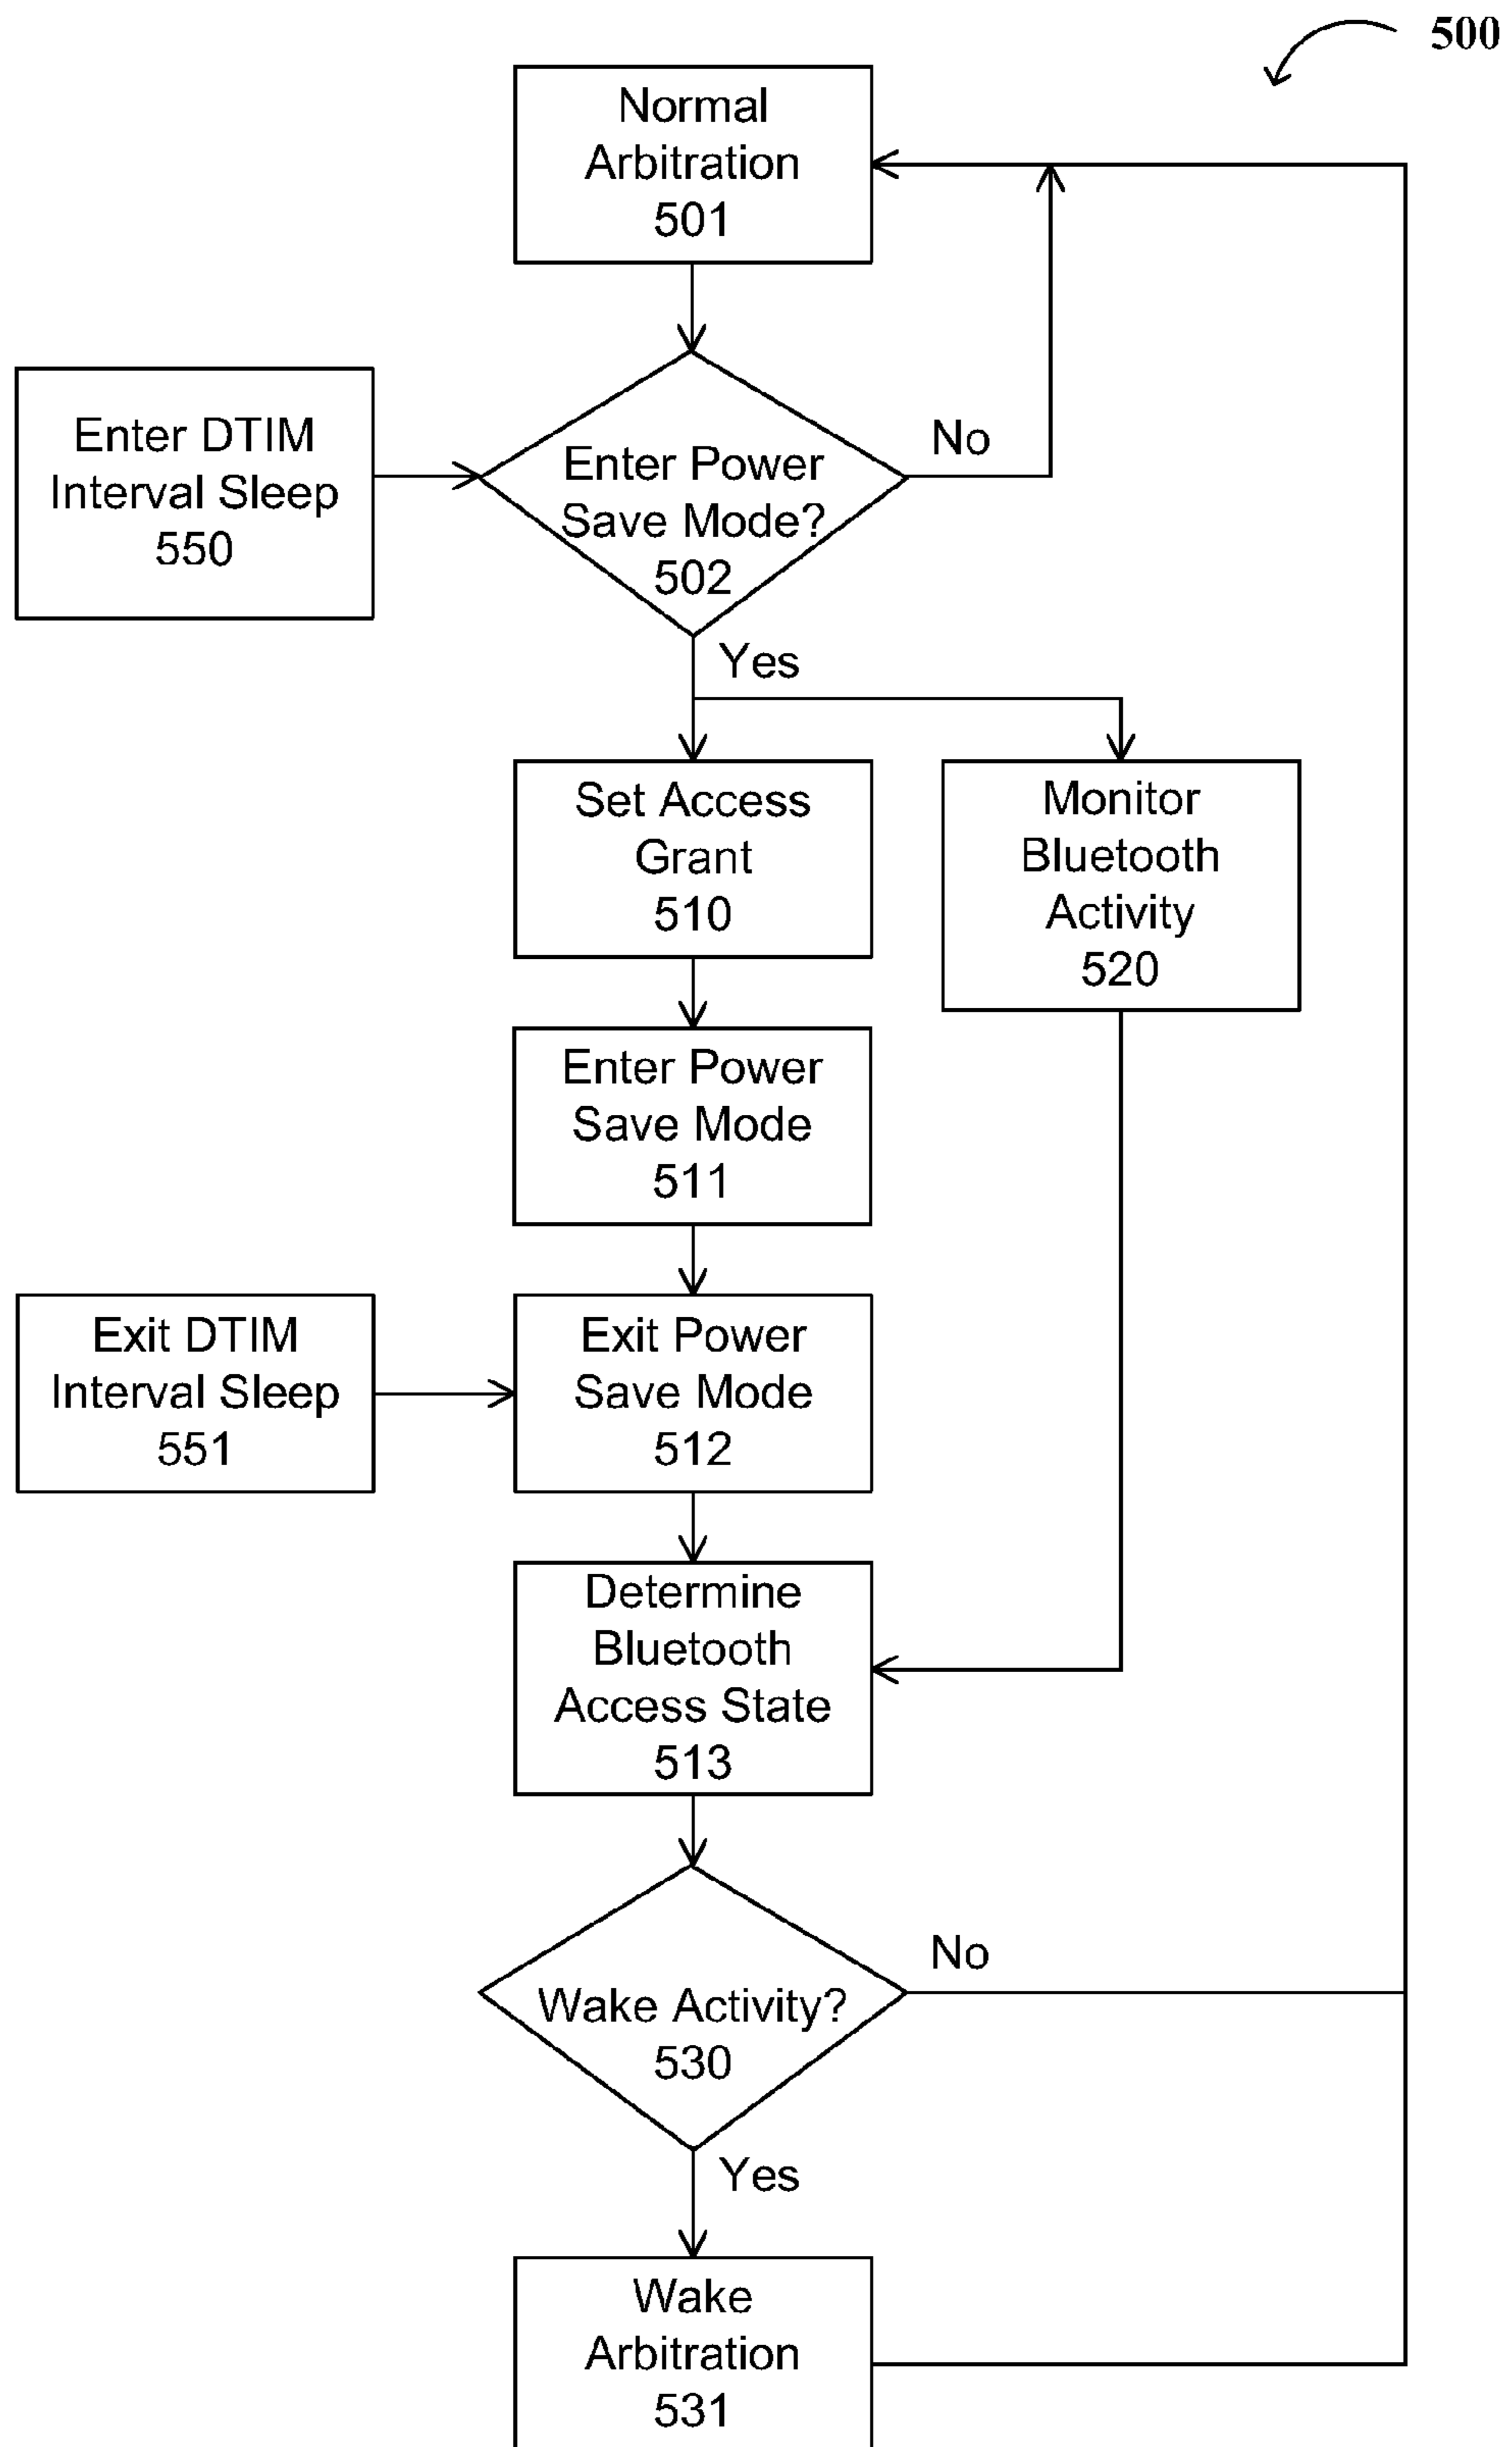 500
Normal
Arbitration
501
Enter DTIM
Interval Sleep
550
Enter Power
Save Mode?
502
No
Yes
Set Access
Grant
510
Monitor
Bluetooth
Activity
520
Enter Power
Save Mode
511
Exit DTIM
Interval Sleep
551
Exit Power
Save Mode
512
Determine
Bluetooth
Access State
513
Wake Activity?
530
No
Yes
Wake
Arbitration
531